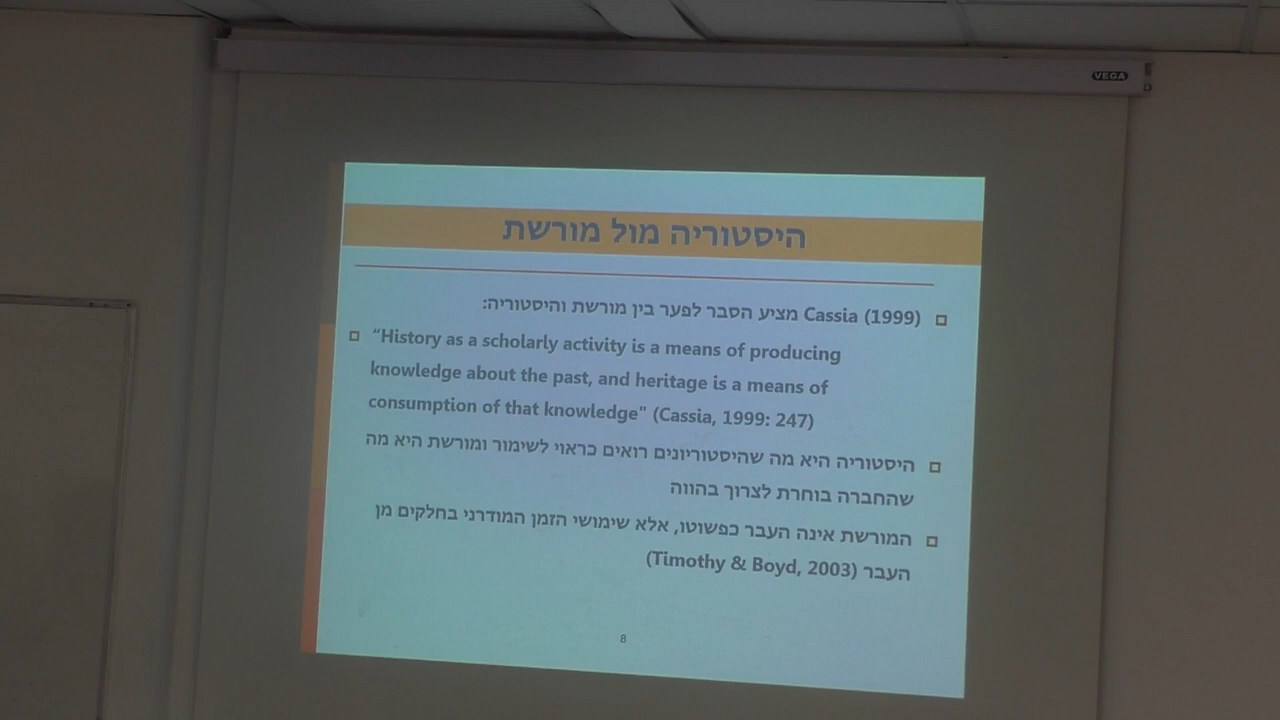 VEGA
היסטוריה מול מורשת
Cassia (1999) מציע הסבר לפער בין מורשת והיסטוריה:
“History as a scholarly activity is a means of producing
knowledge about the past, and heritage is a means of
consumption of that knowledge" (Cassia, 1999: 247)
היסטוריה היא מה שהיסטוריונים רואים כראוי לשימור ומורשת היא מה
שהחברה בוחרת לצרוך בהווה
המורשת אינה העבר כפשוטו, אלא שימושי הזמן המודרני בחלקים מן
העבר (Timothy & Boyd, 2003)
8